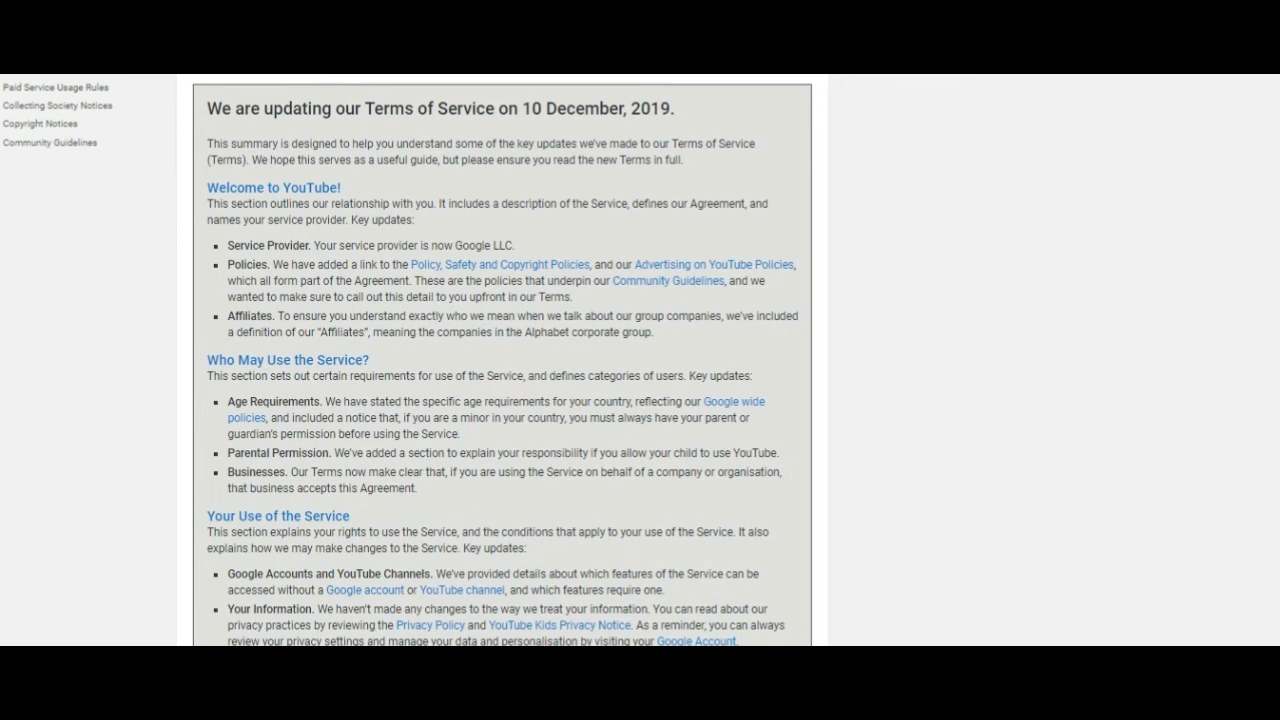 Paid Service Usage Rules
Collecting Society Notices
Copyright Notices
Community Guidelines
We are updating our Terms of Service on 10 December, 2019.
This summary is designed to help you understand some of the key updates we've made to our Terms of Service
(Terms). We hope this serves as a useful guide, but please ensure you read the new Terms in full.
Welcome to YouTube!
This section outlines our relationship with you. It includes a description of the Service, defines our Agreement, and
names your service provider. Key updates:
Service Provider. Your service provider is now Google LLC.
Policies. We have added a link to the Policy, Safety and Copyright Policies, and our Advertising on YouTube Policies,
which all form part of the Agreement. These are the policies that underpin our Community Guidelines, and we
wanted to make sure to call out this detail to you upfront in our Terms.
Affiliates. To ensure you understand exactly who we mean when we talk about our group companies, we've included
a definition of our “Affiliates”, meaning the companies in the Alphabet corporate group.
Who May Use the Service?
This section sets out certain requirements for use of the Service, and defines categories of users. Key updates:
Age Requirements. We have stated the specific age requirements for your country, reflecting our Google wide
policies, and included a notice that, if you are a minor in your country, you must always have your parent or
guardian's permission before using the Service.
Parental Permission. We've added a section to explain your responsibility if you allow your child to use YouTube.
Businesses. Our Terms now make clear that, if you are using the Service on behalf of a company or organisation,
that business accepts this Agreement.
Your Use of the Service
This section explains your rights to use the Service, and the conditions that apply to your use of the Service. It also
explains how we may make changes to the Service. Key updates:
Google Accounts and YouTube Channels. We've provided details about which features of the Service can be
accessed without a Google account or YouTube channel, and which features require one.
Your Information. We haven't made any changes to the way we treat your information. You can read about our
privacy practices by reviewing the Privacy Policy and YouTube Kids Privacy Notice. As a reminder, you can always
review your privacy settings and manage your data and personalisation by visiting your Google Account.